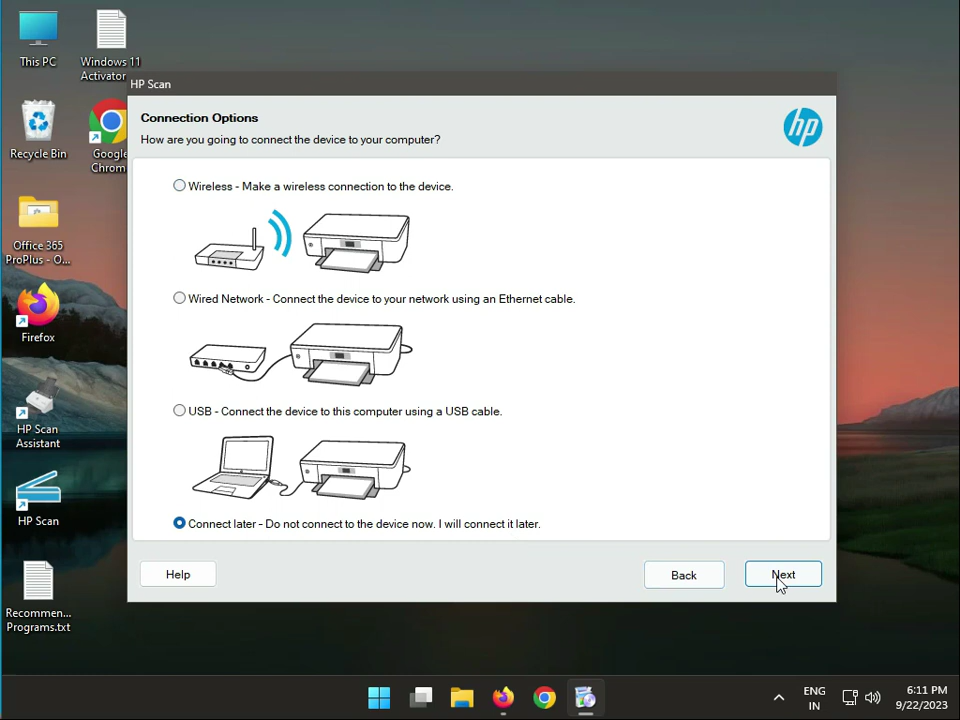 This PC
Windows 11
Activator
Recycle Bin
Google
Chrom
Office 365
ProPlus - O...
Firefox
HP Scan
Assistant
HP Scan
Recommen...
Programs.txt
HP Scan
Connection Options
How are you going to connect the device to your computer?
hp
Wireless - Make a wireless connection to the device.
Wired Network - Connect the device to your network using an Ethernet cable.
USB - Connect the device to this computer using a USB cable.
Connect later - Do not connect to the device now. I will connect it later.
Help
Back
Next
ENG
IN
6:11 PM
9/22/2023